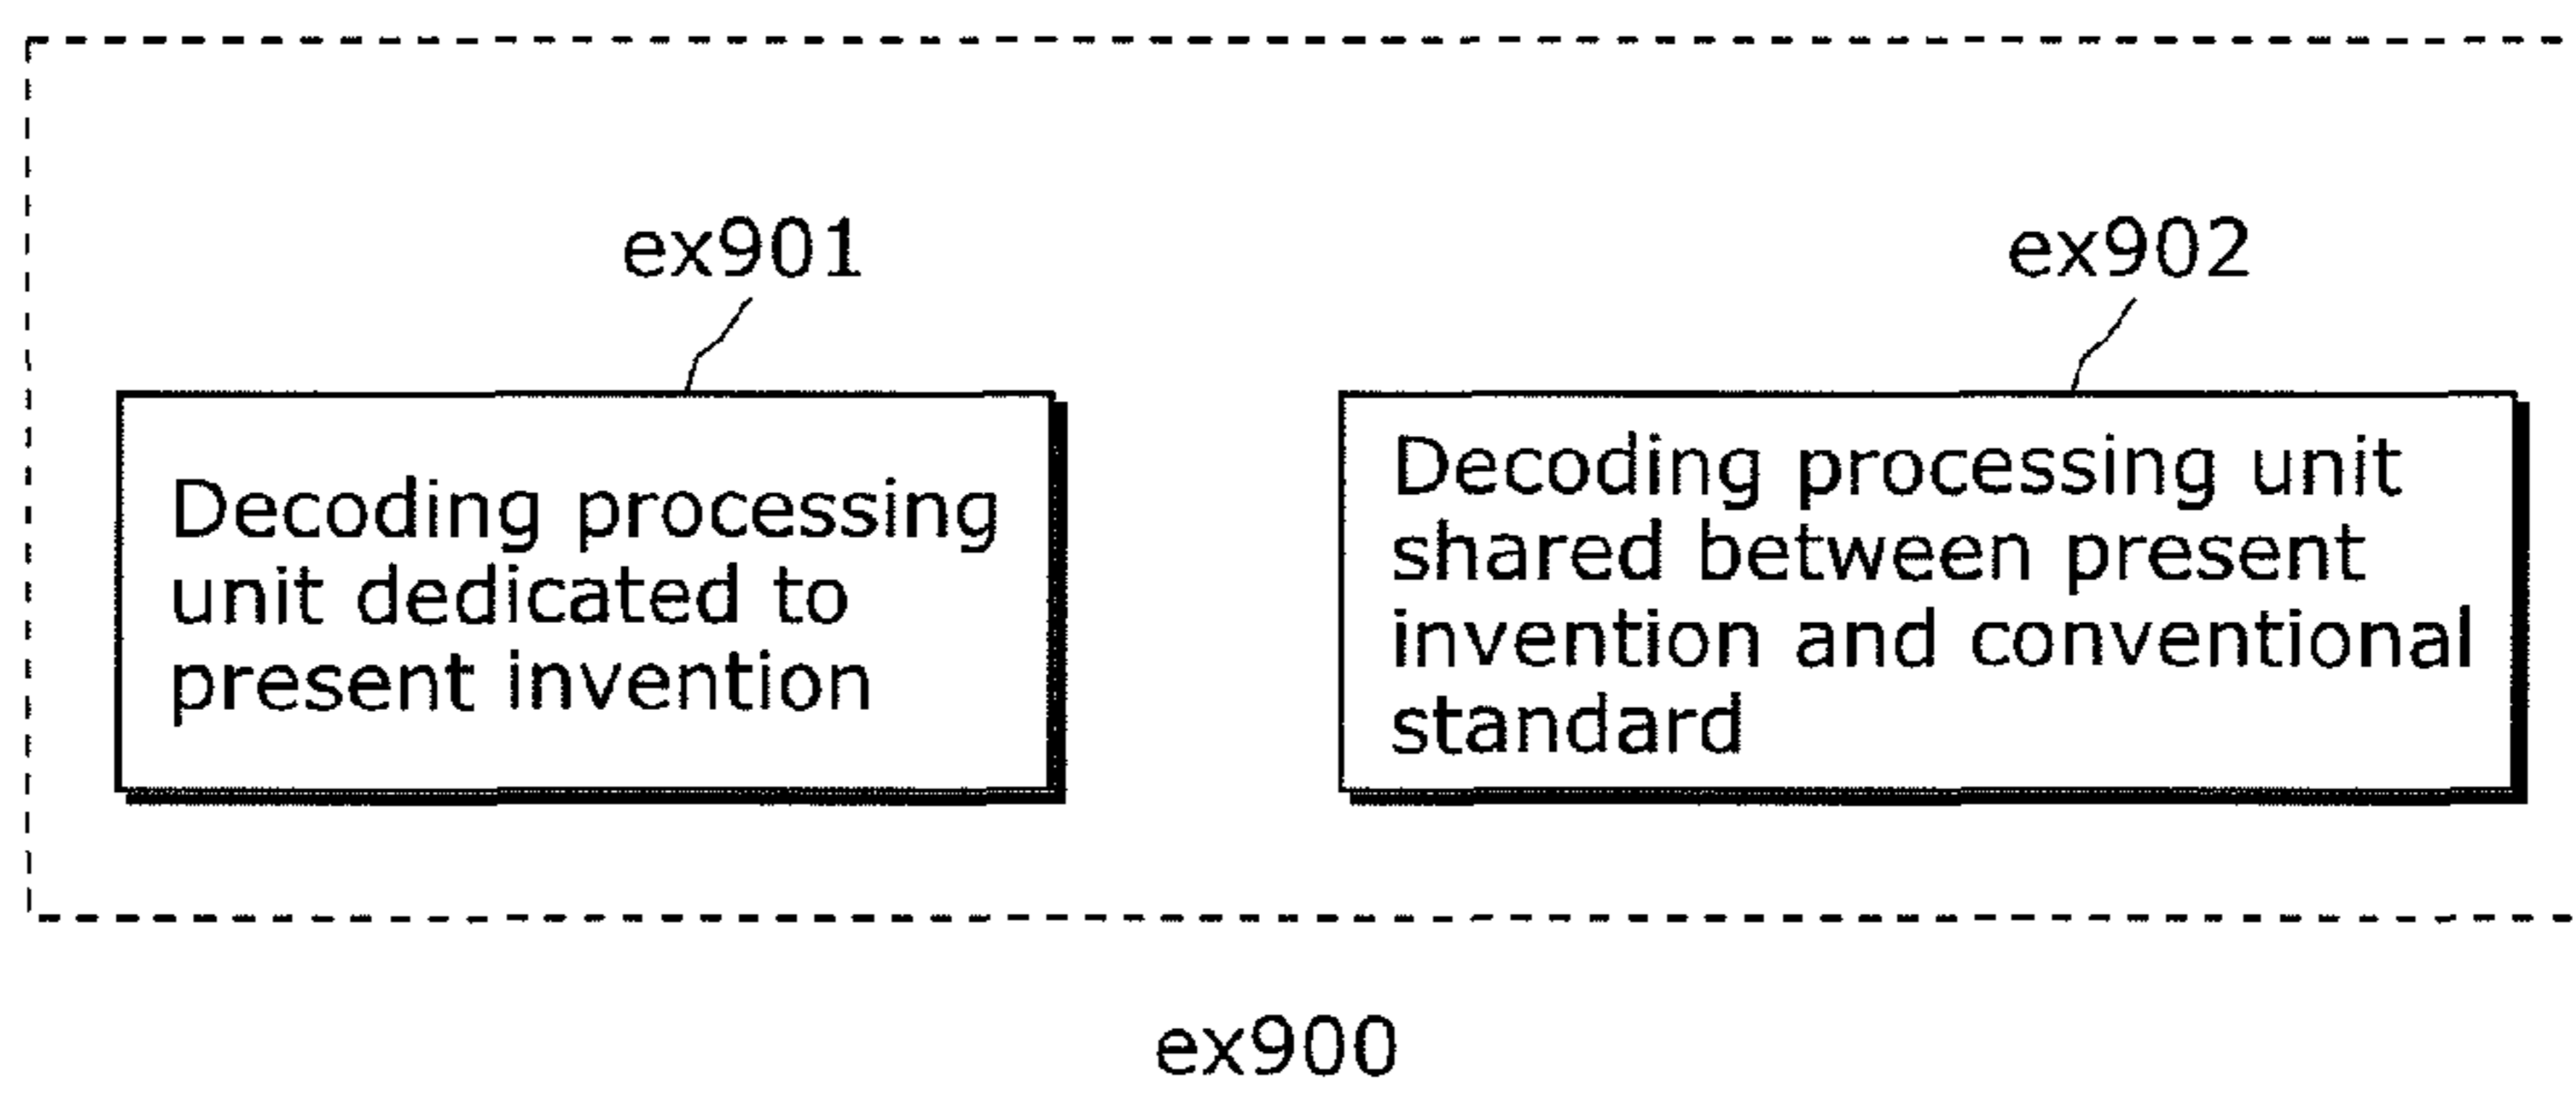 ex901
ex902
Decoding processing
unit dedicated to
present invention
Decoding processing unit
shared between present
invention and conventional
standard
ex900